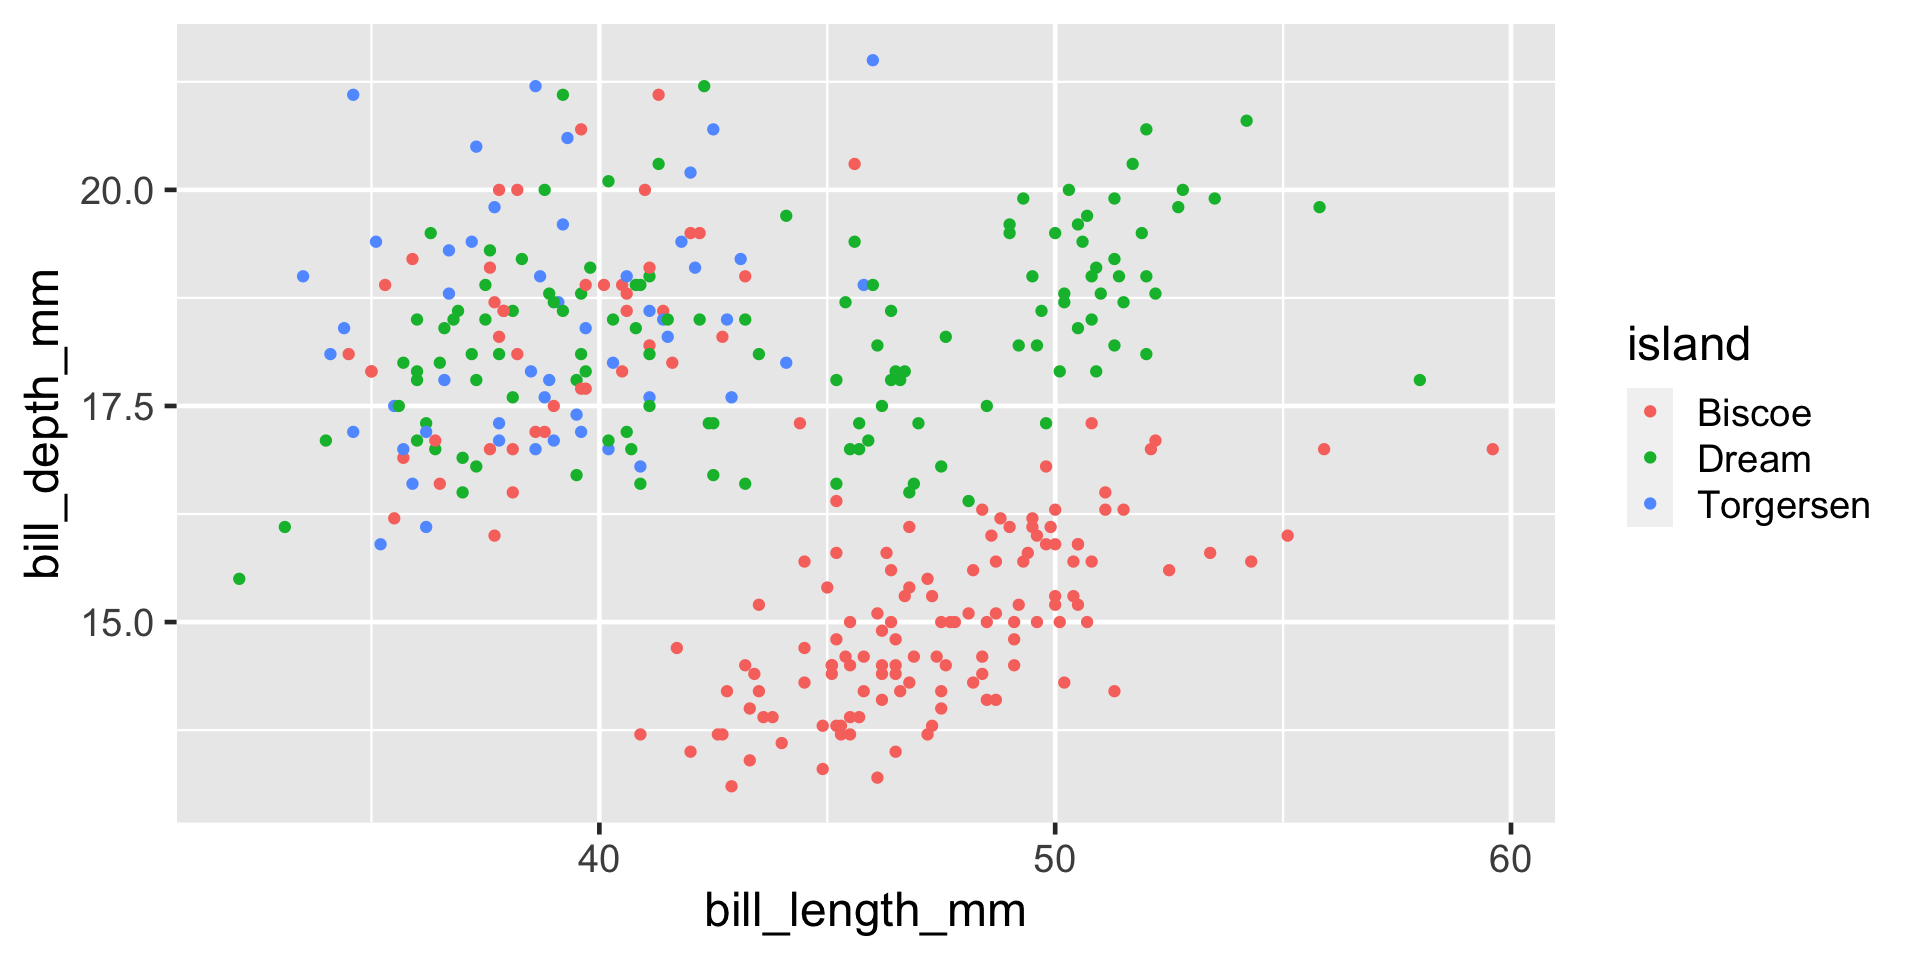 bill_depth_mm
20.0
17.5
15.0
40
50
60
bill_length_mm
island
Biscoe
Dream
Torgersen